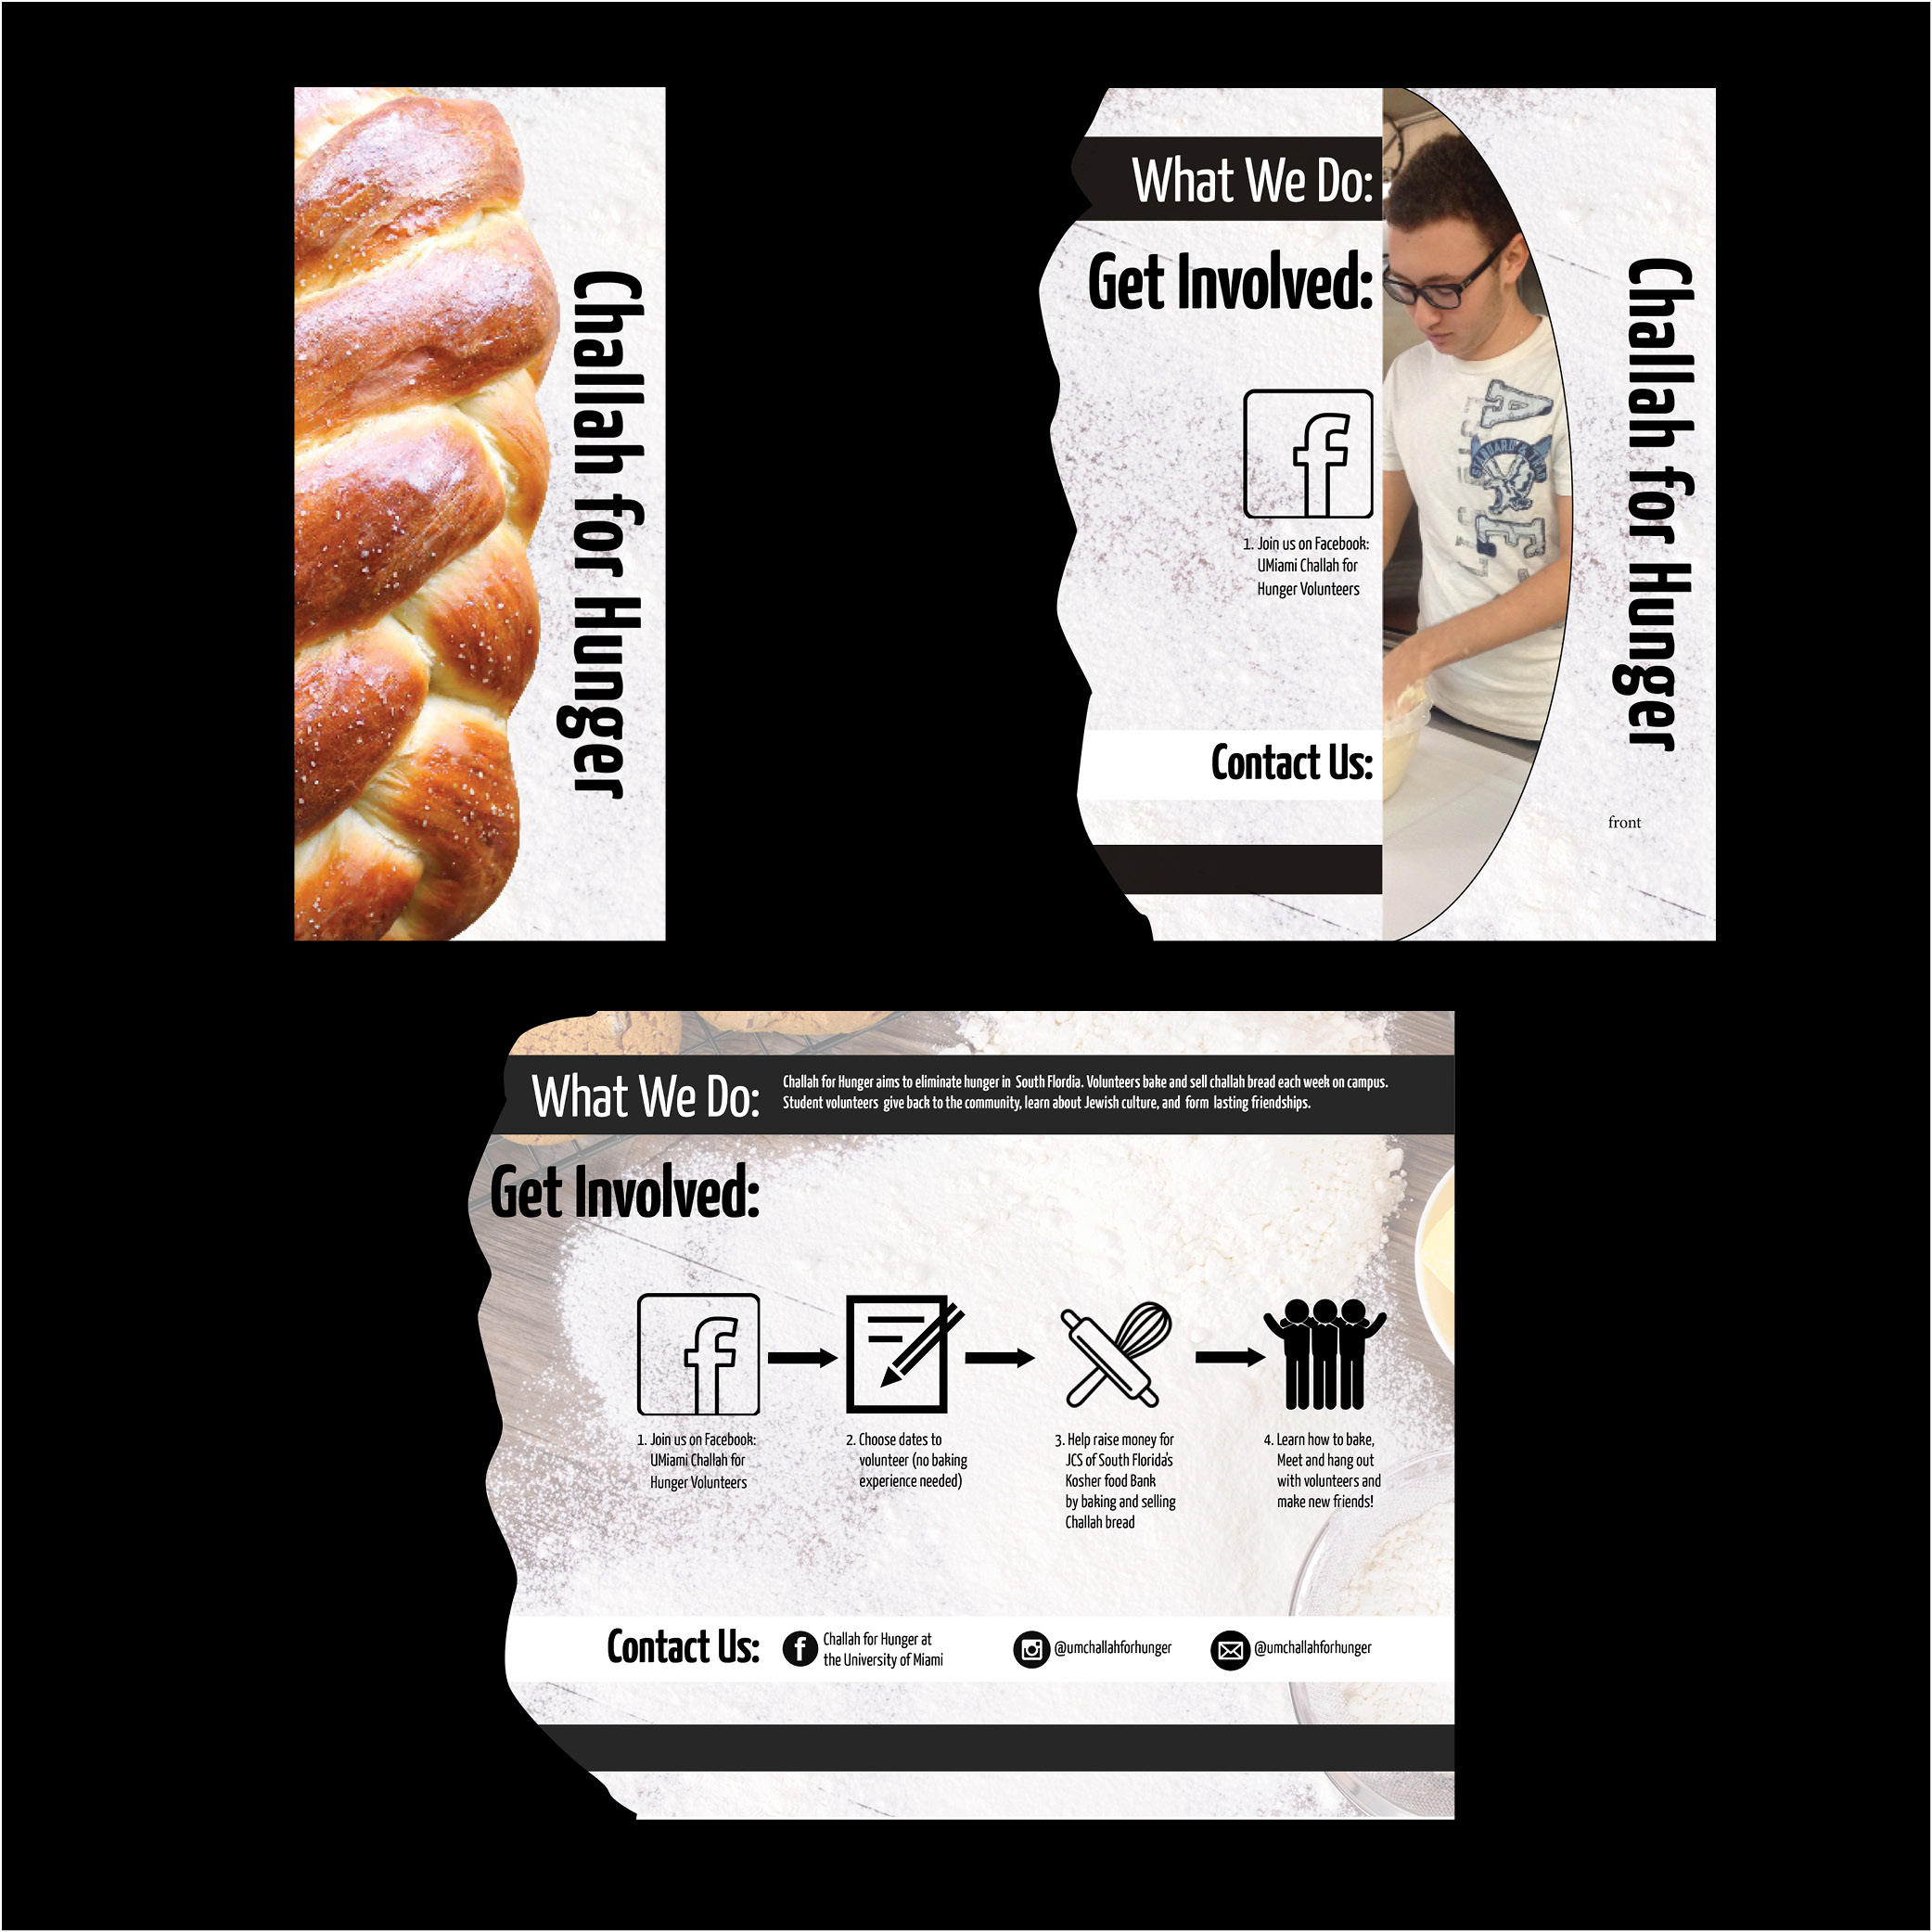 Challah for Hunger
What We Do:
Get Involved:
1. Join us on Facebook:
UMiami Challah for
Hunger Volunteers
Contact Us:
Challah for Hunger
front
What We Do:
Challah for Hunger aims to eliminate hunger in South Flordia. Volunteers bake and sell challah bread each week on campus.
Student volunteers give back to the community, learn about Jewish culture, and form lasting friendships.
Get Involved:
1. Join us on Facebook:
UMiami Challah for
Hunger Volunteers
2. Choose dates to
volunteer (no baking
experience needed)
3. Help raise money for
JCS of South Florida's
Kosher food Bank
by baking and selling
Challah bread
4. Learn how to bake,
Meet and hang out
with volunteers and
make new friends!
Contact Us:
Challah for Hunger at
the University of Miami
@umchallahforhunger
@umchallahforhunger